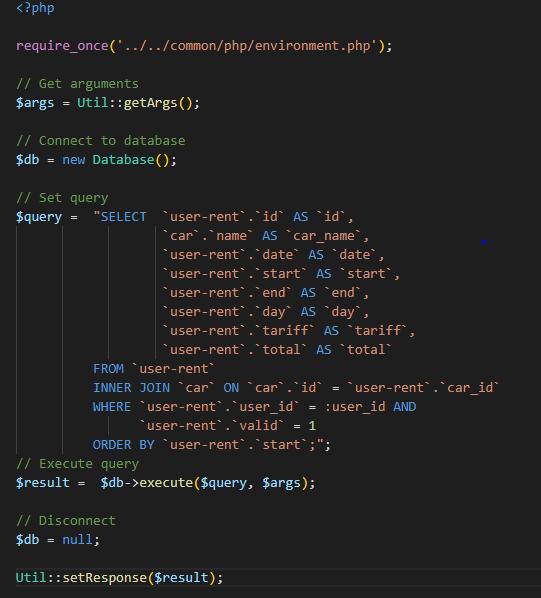 <?php
require_once('../../common/php/environment.php');
// Get arguments
$args = Util::getArgs();
// Connect to database
$db = new Database();
// Set query
$query =  "SELECT  `user-rent`.`id` AS `id`,
`car`.`name` AS `car_name`,
`user-rent`.`date` AS `date`,
`user-rent`.`start` AS `start`,
`user-rent`.`end` AS `end`,
`user-rent`.`day` AS `day`,
`user-rent`.`tariff` AS `tariff`,
`user-rent`.`total` AS `total`
FROM `user-rent`
INNER JOIN `car` ON `car`.`id` = `user-rent`.`car_id`
WHERE `user-rent`.`user_id` = :user_id AND
`user-rent`.`valid` = 1
ORDER BY `user-rent`.`start`;";
// Execute query
$result =  $db->execute($query, $args);
// Disconnect
$db = null;
Util::setResponse($result);